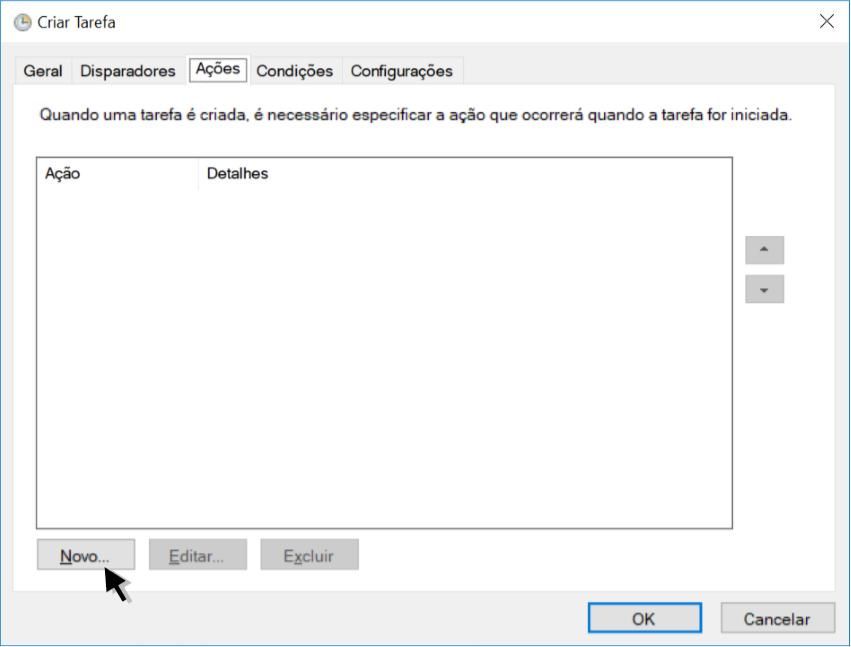 Criar Tarefa
Geral Disparadores Ações Condições Configurações
Quando uma tarefa é criada, é necessário especificar a ação que ocorrerá quando a tarefa for iniciada.
Ação Detalhes
Novo... Editar... Excluir
OK Cancelar